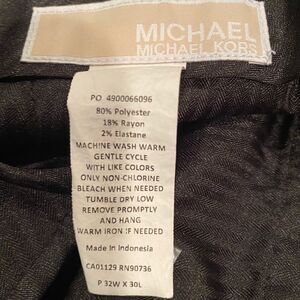 MICHAEL
MICHAEL KORS
PO 4900066096
80% Polyester
18% Rayon
2% Elastane
MACHINE WASH WARM
GENTLE CYCLE
WITH LIKE COLORS
ONLY NON-CHLORINE
BLEACH WHEN NEEDED
TUMBLE DRY LOW
REMOVE PROMPTLY
AND HANG
WARM IRON IF NEEDED
Made in Indonesia
CA01129 RN90736
P 32W X 30L